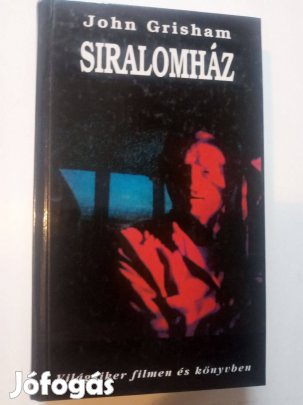 John Grisham
SIRALOMHÁZ
Világsiker filmen és könyvben
Jófogás